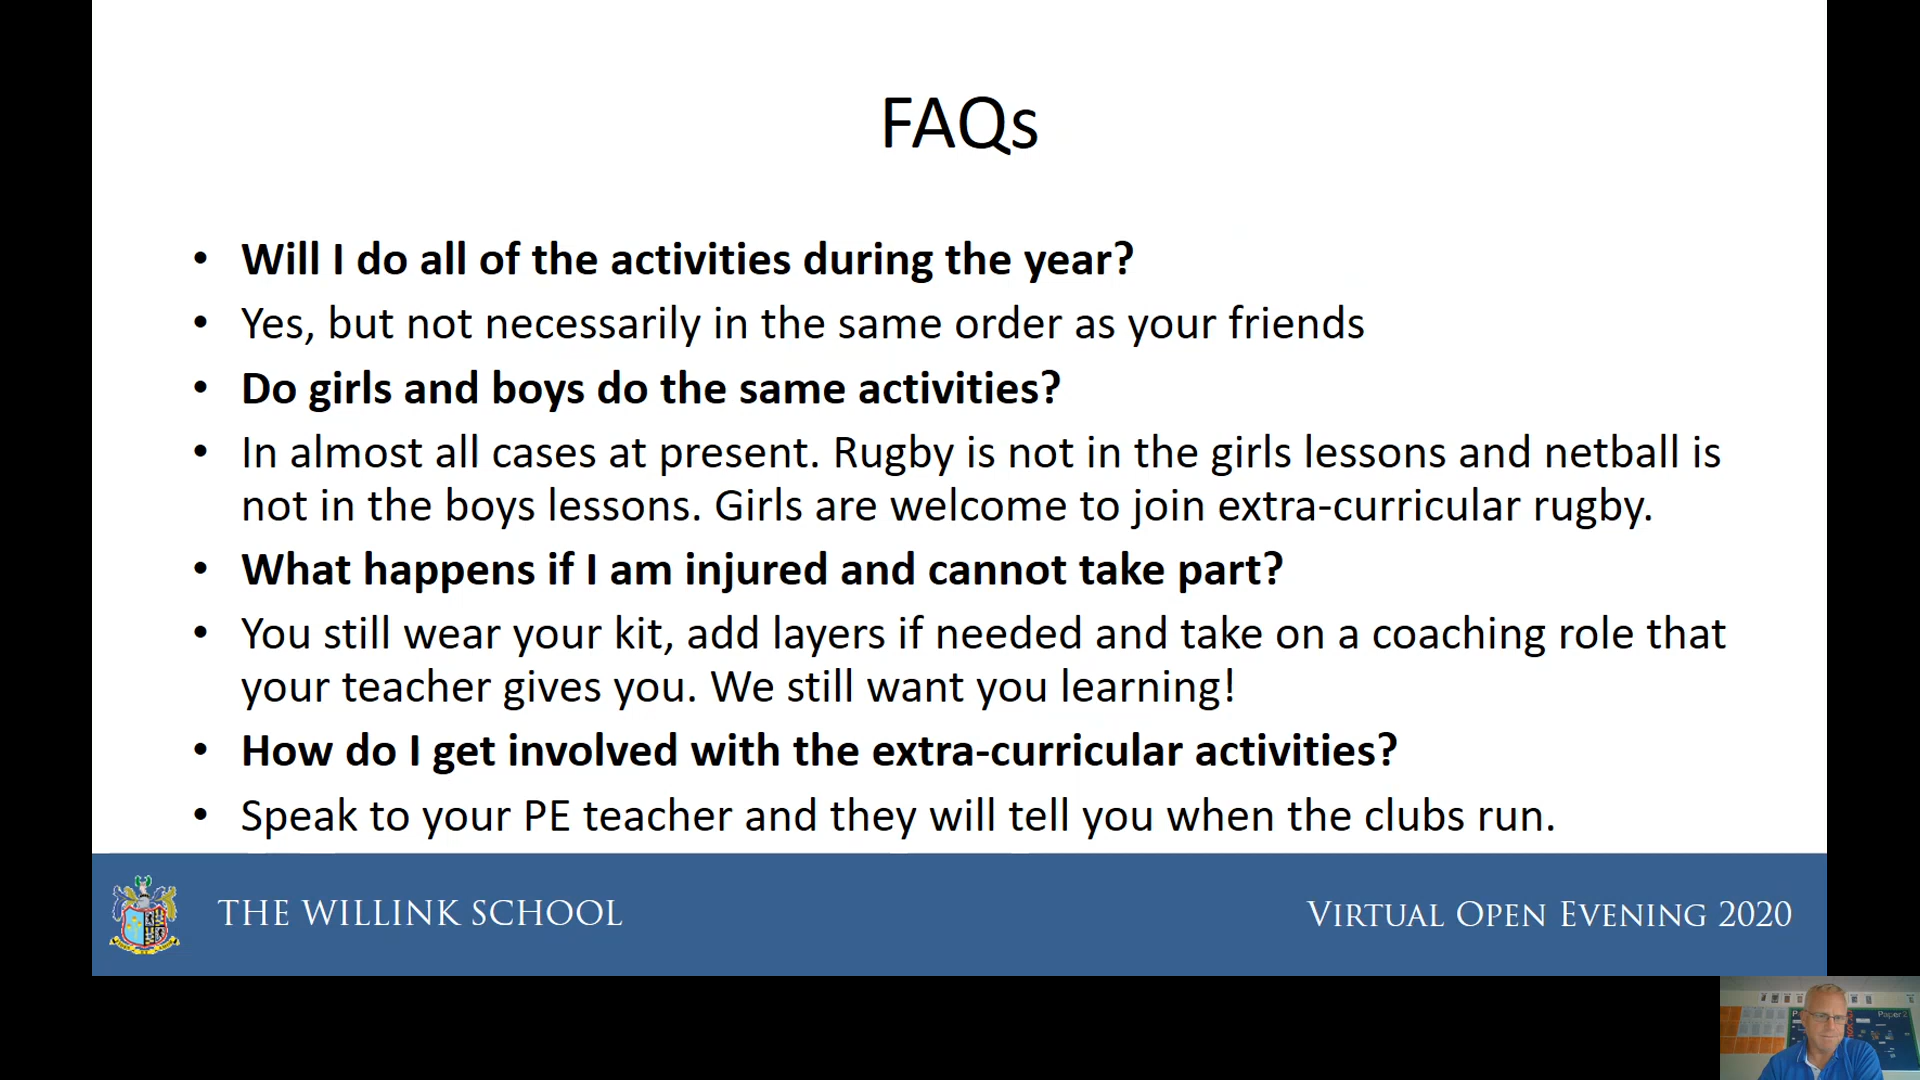 FAQs
• Will I do all of the activities during the year?
• Yes, but not necessarily in the same order as your friends
• Do girls and boys do the same activities?
• In almost all cases at present. Rugby is not in the girls lessons and netball is
not in the boys lessons. Girls are welcome to join extra-curricular rugby.
• What happens if I am injured and cannot take part?
• You still wear your kit, add layers if needed and take on a coaching role that
your teacher gives you. We still want you learning!
• How do I get involved with the extra-curricular activities?
• Speak to your PE teacher and they will tell you when the clubs run.
THE WILLINK SCHOOL
VIRTUAL OPEN EVENING 2020
Paper 2